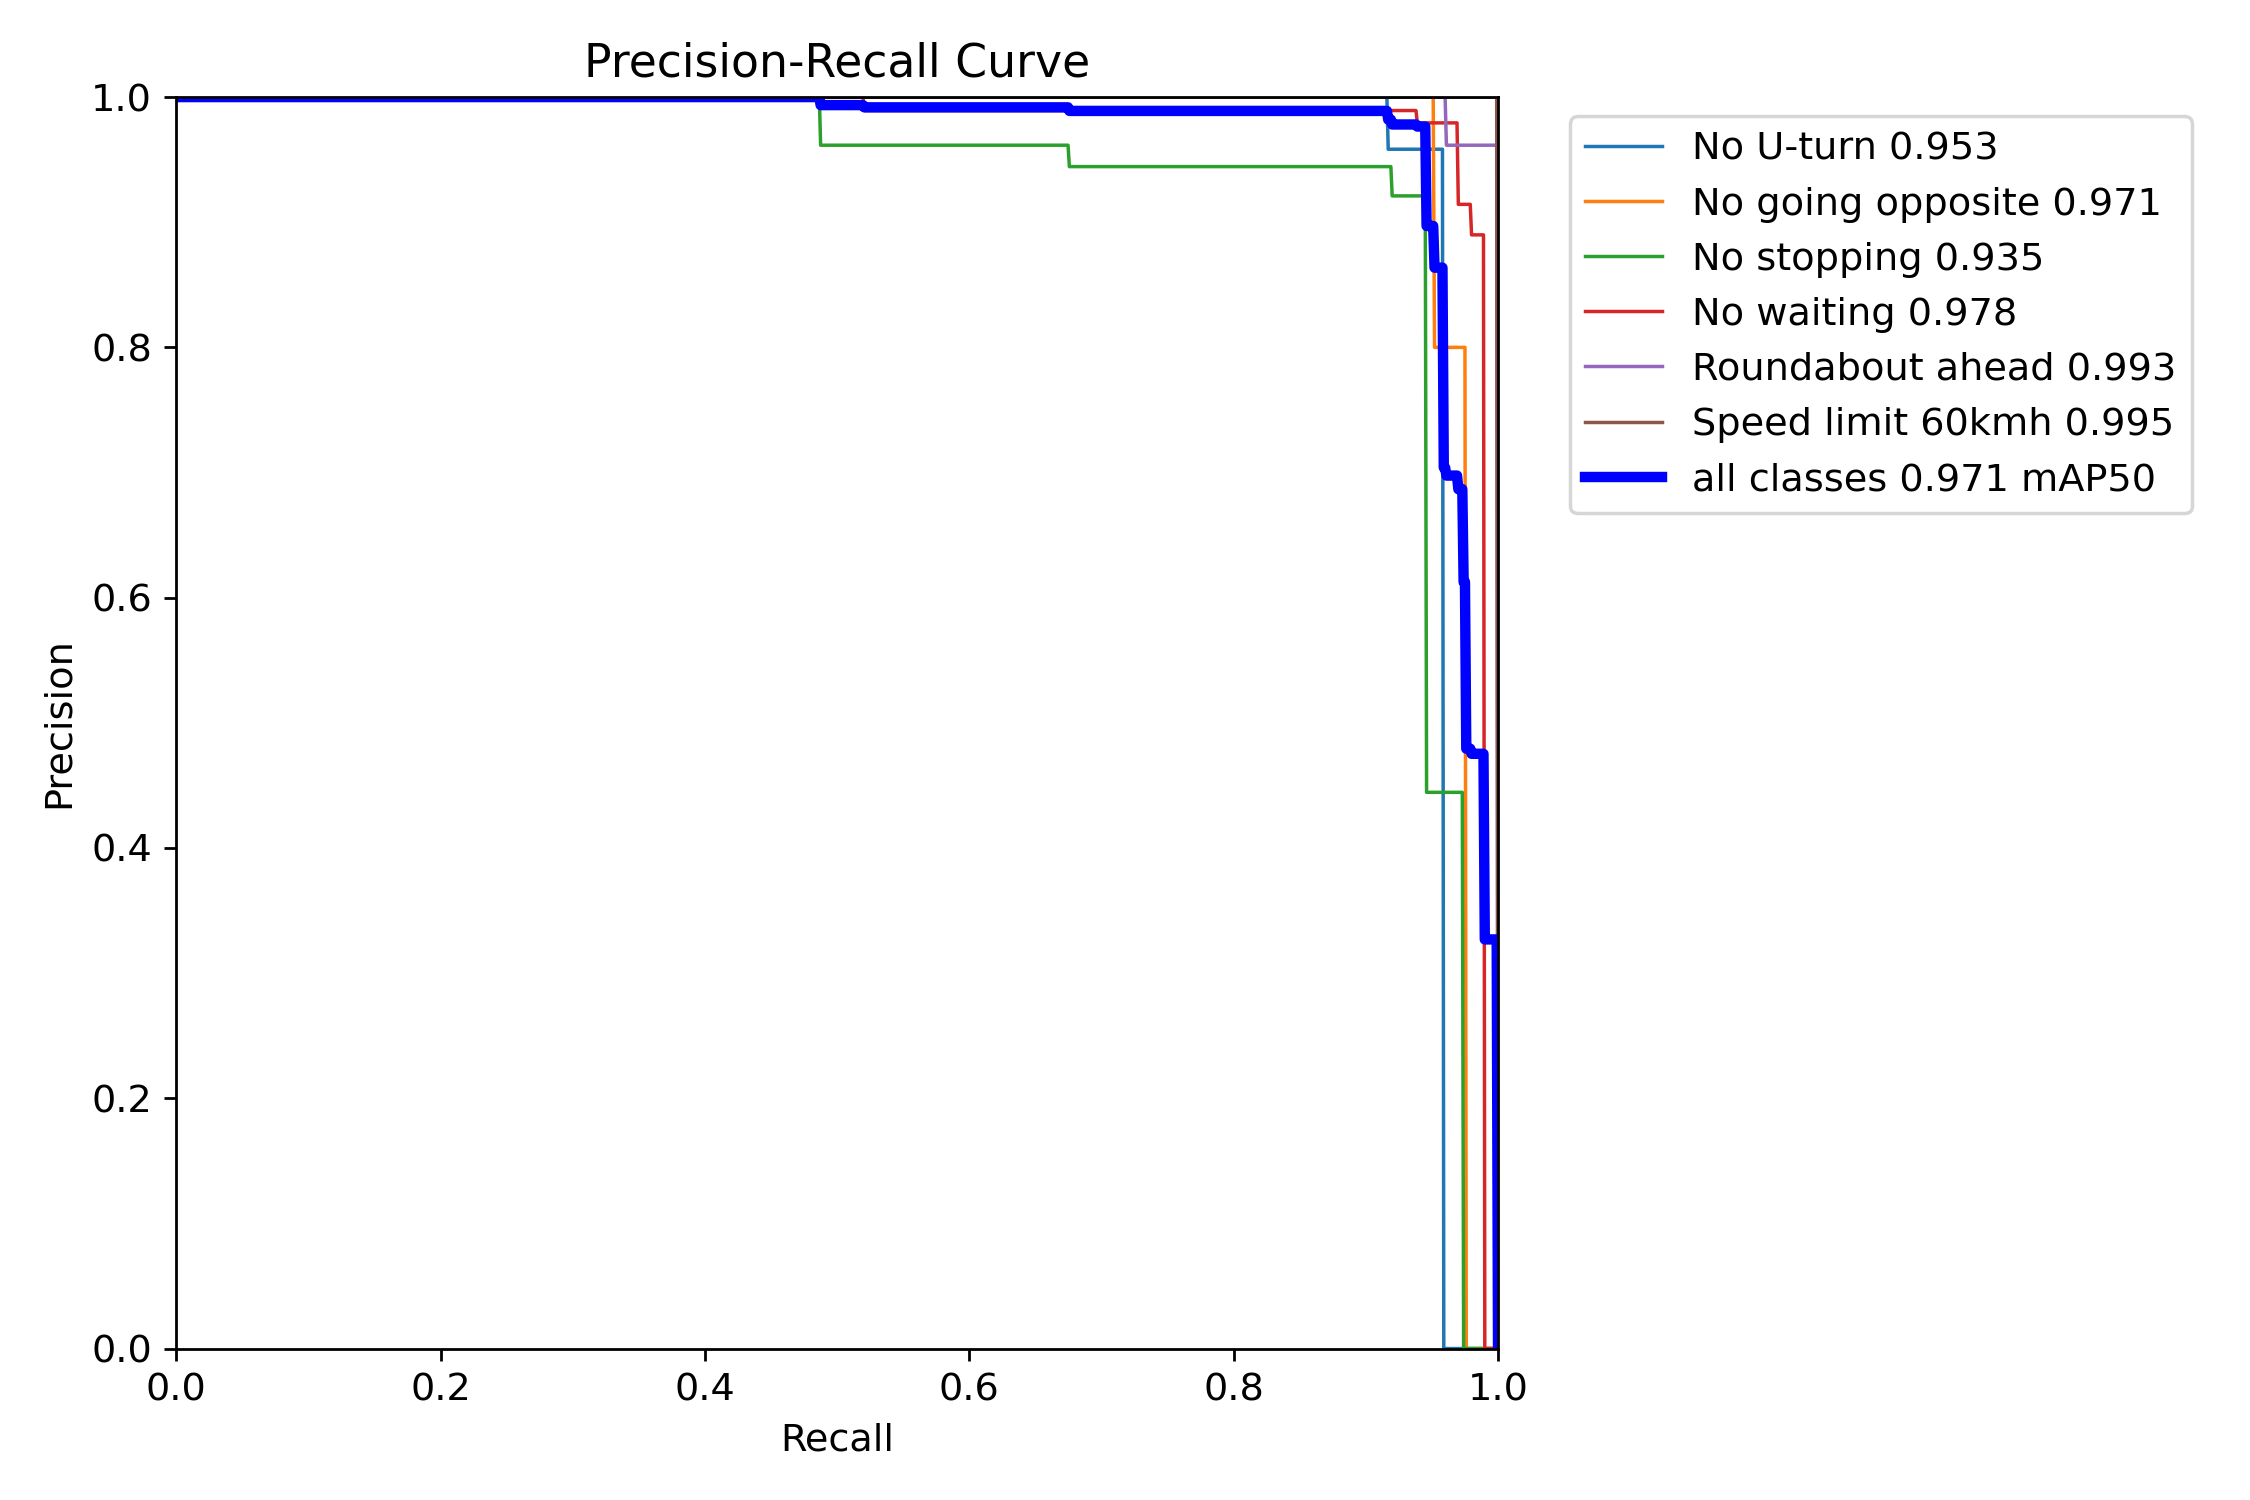 Precision-Recall Curve
1.0
0.8
0.6
0.4
0.2
0.0
Precision
0.0 0.2 0.4 0.6 0.8 1.0
Recall
No U-turn 0.953
No going opposite 0.971
No stopping 0.935
No waiting 0.978
Roundabout ahead 0.993
Speed limit 60kmh 0.995
all classes 0.971 mAP50